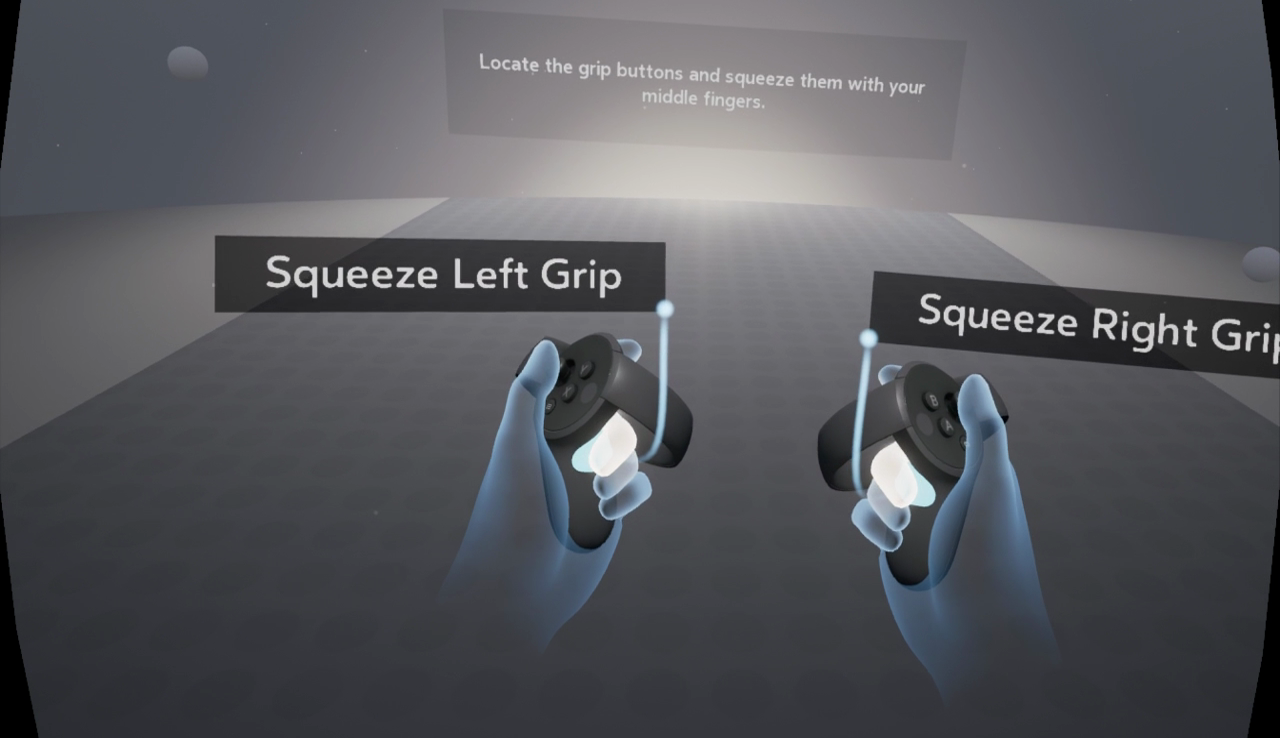 Locate the grip buttons and squeeze them with your
middle fingers.
Squeeze Left Grip
Squeeze Right Grip
B
A